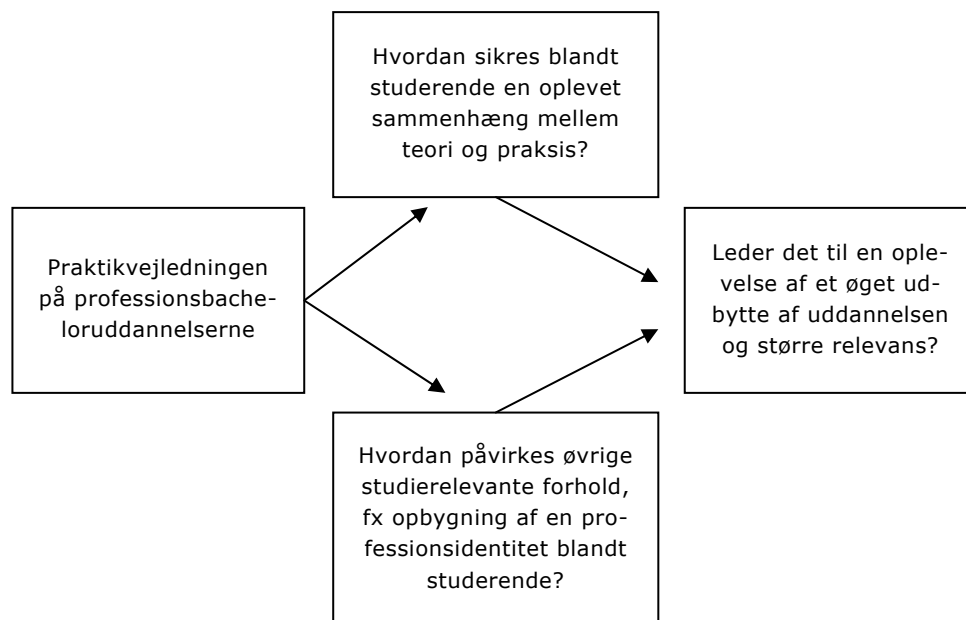 Hvordan sikres blandt
studerende en oplevet
sammenhæng mellem
teori og praksis?
Praktikvejledningen
på professionsbache-
loruddannelserne
Leder det til en ople-
velse af et øget ud-
bytte af uddannelsen
og større relevans?
Hvordan påvirkes øvrige
studierelevante forhold,
fx opbygning af en pro-
fessionsidentitet blandt
studerende?